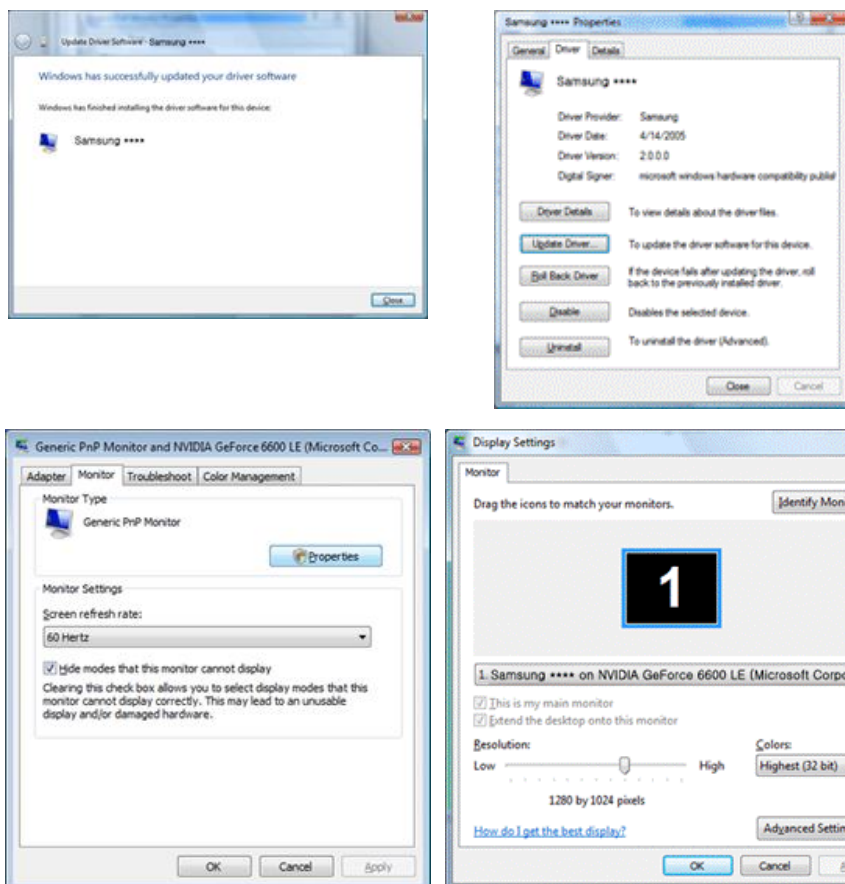 Update Driver Software - Samsung ****
Windows has successfully updated your driver software
Windows has finished installing the driver software for this device:
Samsung ****
Close
Samsung **** Properties
General Driver Details
Samsung ****
Driver Provider: Samsung
Driver Date: 4/14/2005
Driver Version: 2.0.0.0
Digital Signer: microsoft windows hardware compatibility publis
Driver Details To view details about the driver files.
Update Driver... To update the driver software for this device.
Roll Back Driver If the device fails after updating the driver, roll
back to the previously installed driver.
Disable Disables the selected device.
Uninstall To uninstall the driver (Advanced).
Close Cancel
Generic PnP Monitor and NVIDIA GeForce 6600 LE (Microsoft Co...
Adapter Monitor Troubleshoot Color Management
Monitor Type
Generic PnP Monitor
Properties
Monitor Settings
Screen refresh rate:
60 Hertz
Hide modes that this monitor cannot display
Clearing this check box allows you to select display modes that this
monitor cannot display correctly. This may lead to an unusable
display and/or damaged hardware.
OK Cancel Apply
Display Settings
Monitor
Drag the icons to match your monitors.
Identify Mon
1
1. Samsung **** on NVIDIA GeForce 6600 LE (Microsoft Corpo
This is my main monitor
Extend the desktop onto this monitor
Resolution:
Colors:
Low High
Highest (32 bit)
1280 by 1024 pixels
How do I get the best display?
Advanced Settin
OK Cancel